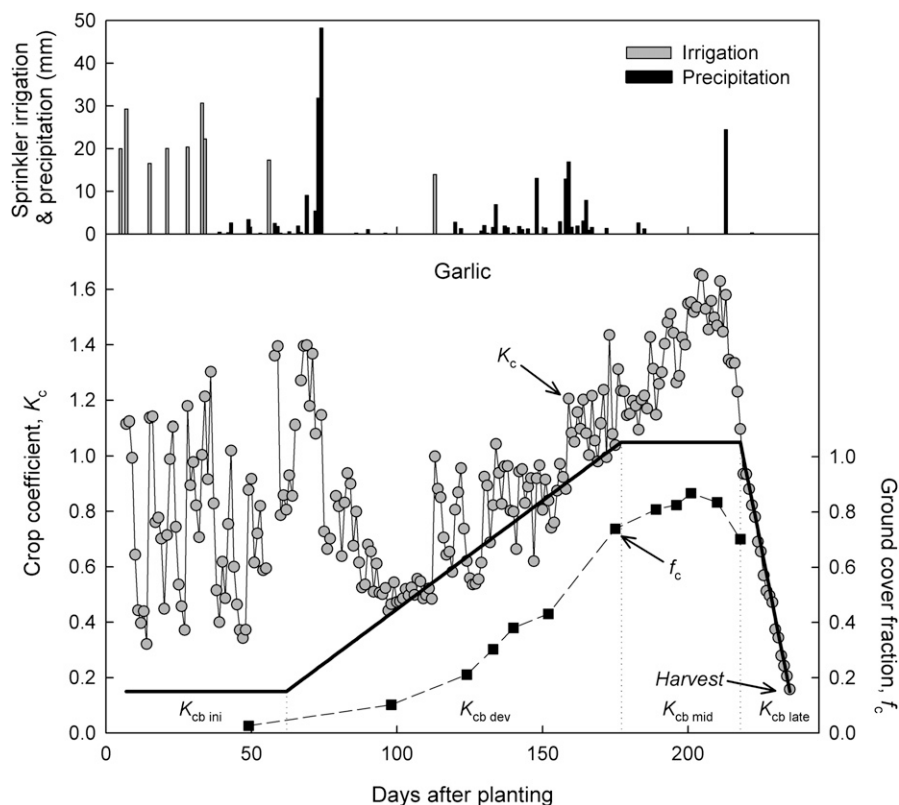 Sprinkler irrigation
& precipitation (mm)
50
40
30
20
10
0
Irrigation
Precipitation
Garlic
Crop coefficient, Kc
1.6
1.4
1.2
1.0
0.8
0.6
0.4
0.2
0.0
Kc
fc
Harvest
Kcb ini
Kcb dev
Kcb mid
Kcb late
1.0
0.8
0.6
0.4
0.2
0.0
Ground cover fraction, fc
0
50
100
150
200
Days after planting